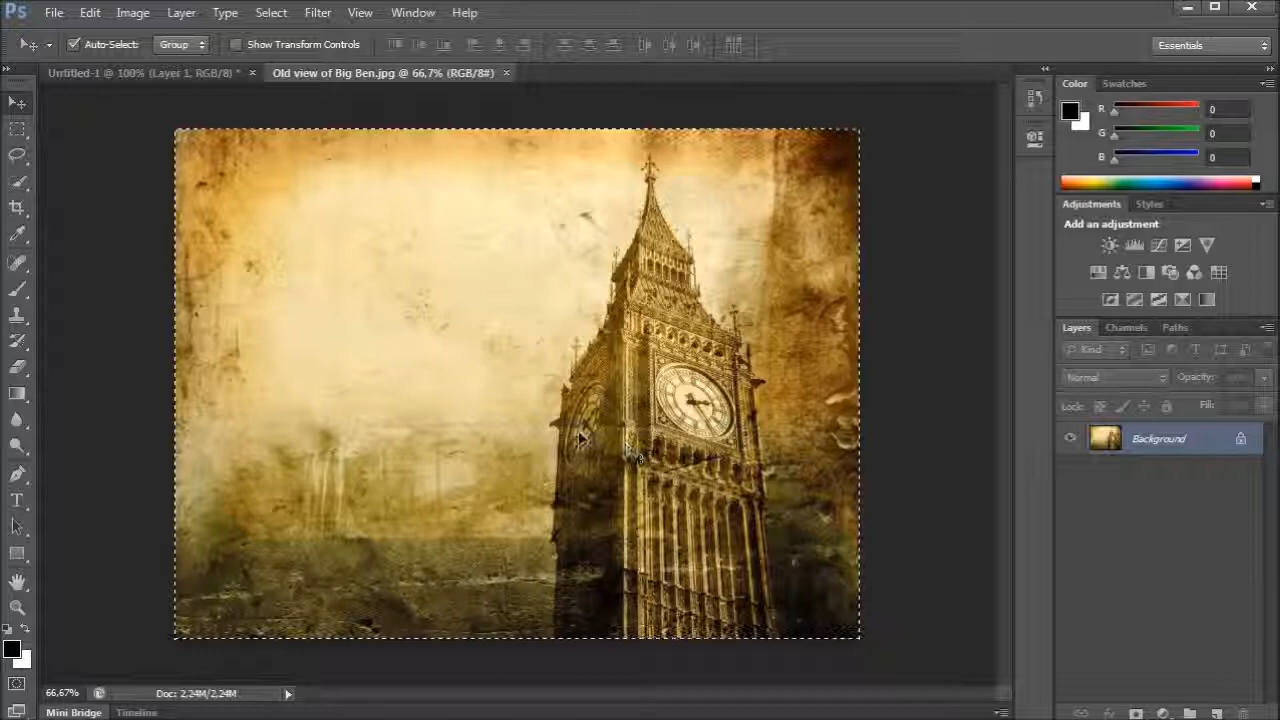 Ps File Edit Image Layer Type Select Filter View Window Help
Auto-Select: Group Show Transform Controls Essentials
Untitled-1 @ 100% (Layer 1, RGB/8) * × Old view of Big Ben.jpg @ 66,7% (RGB/8#) ×
Color Swatches
R 0
G 0
B 0
Adjustments Styles
Add an adjustment
Layers Channels Paths
Kind
Normal Opacity:
Lock: Fill:
Background
66,67% Doc: 2,24M/2,24M
Mini Bridge Timeline